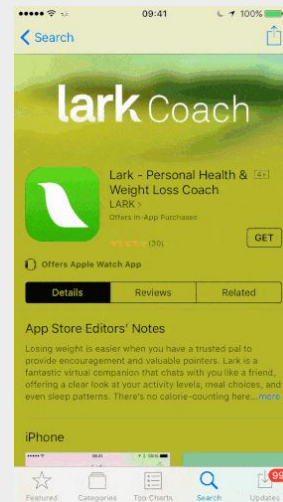 09:41 100%
Search
lark Coach
Lark - Personal Health & 4+
Weight Loss Coach
LARK >
Offers In-App Purchases
(30)
GET
Offers Apple Watch App
Details Reviews Related
App Store Editors' Notes
Losing weight is easier when you have a trusted pal to
provide encouragement and valuable pointers. Lark is a
fantastic virtual companion that chats with you like a friend,
offering a clear look at your activity levels, meal choices, and
even sleep patterns. There's no calorie-counting here... more
iPhone
Featured Categories Top Charts Search Updates
99